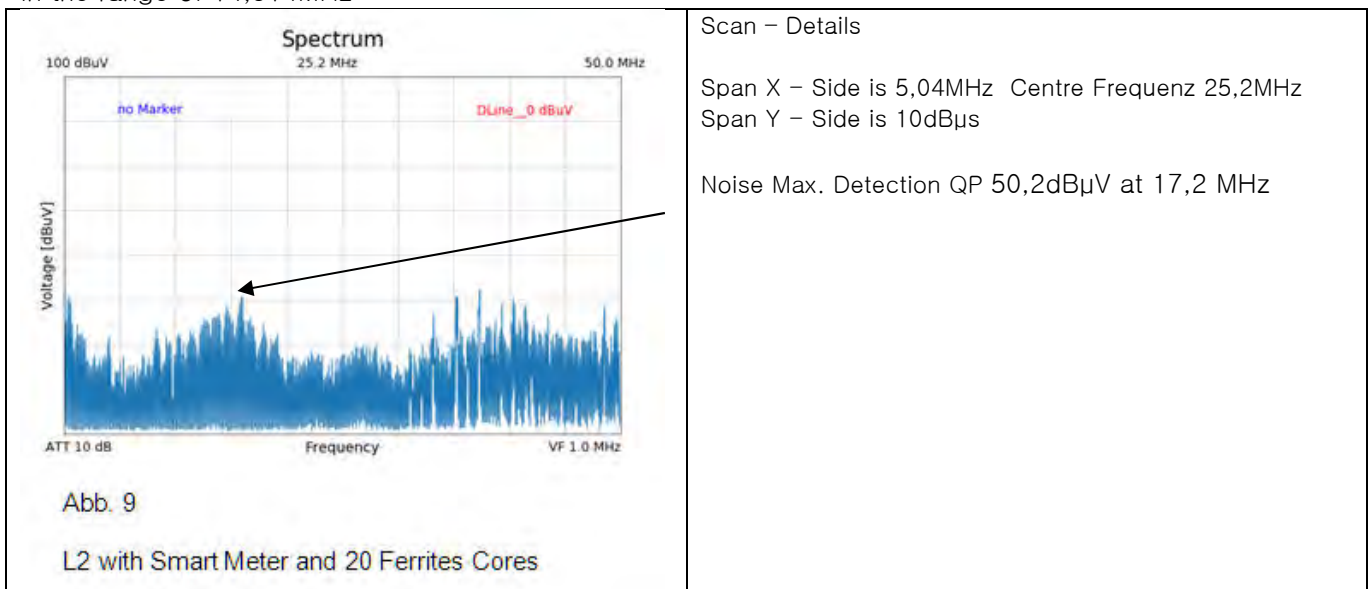 Spectrum
100 dBuV 25.2 MHz 50.0 MHz
no Marker DLine__0 dBuV
Voltage [dBuV]
ATT 10 dB Frequency VF 1.0 MHz
Abb. 9
L2 with Smart Meter and 20 Ferrites Cores
Scan – Details
Span X – Side is 5,04MHz Centre Frequenz 25,2MHz
Span Y – Side is 10dBµs
Noise Max. Detection QP 50,2dBµV at 17,2 MHz